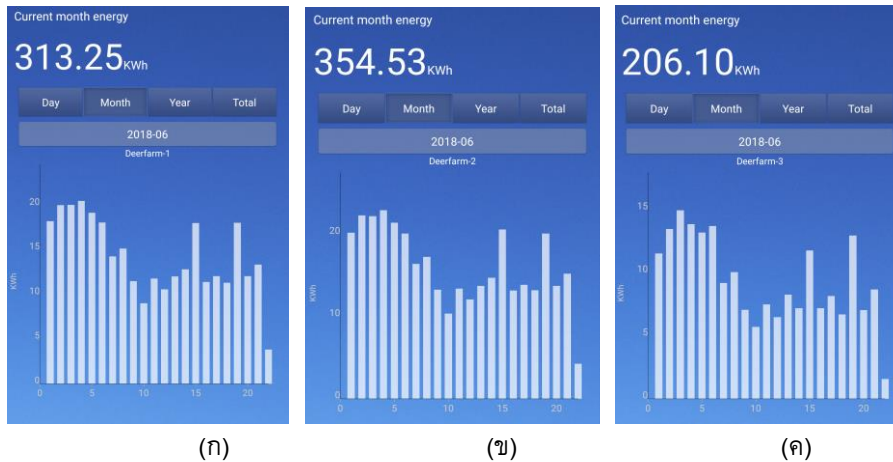 Current month energy
313.25KWh
Day Month Year Total
2018-06
Deerfarm-1
20
15
10
5
0
KWh
0 5 10 15 20
(ก)
Current month energy
354.53KWh
Day Month Year Total
2018-06
Deerfarm-2
20
10
0
KWh
0 5 10 15 20
(ข)
Current month energy
206.10KWh
Day Month Year Total
2018-06
Deerfarm-3
15
10
5
0
KWh
0 5 10 15 20
(ค)